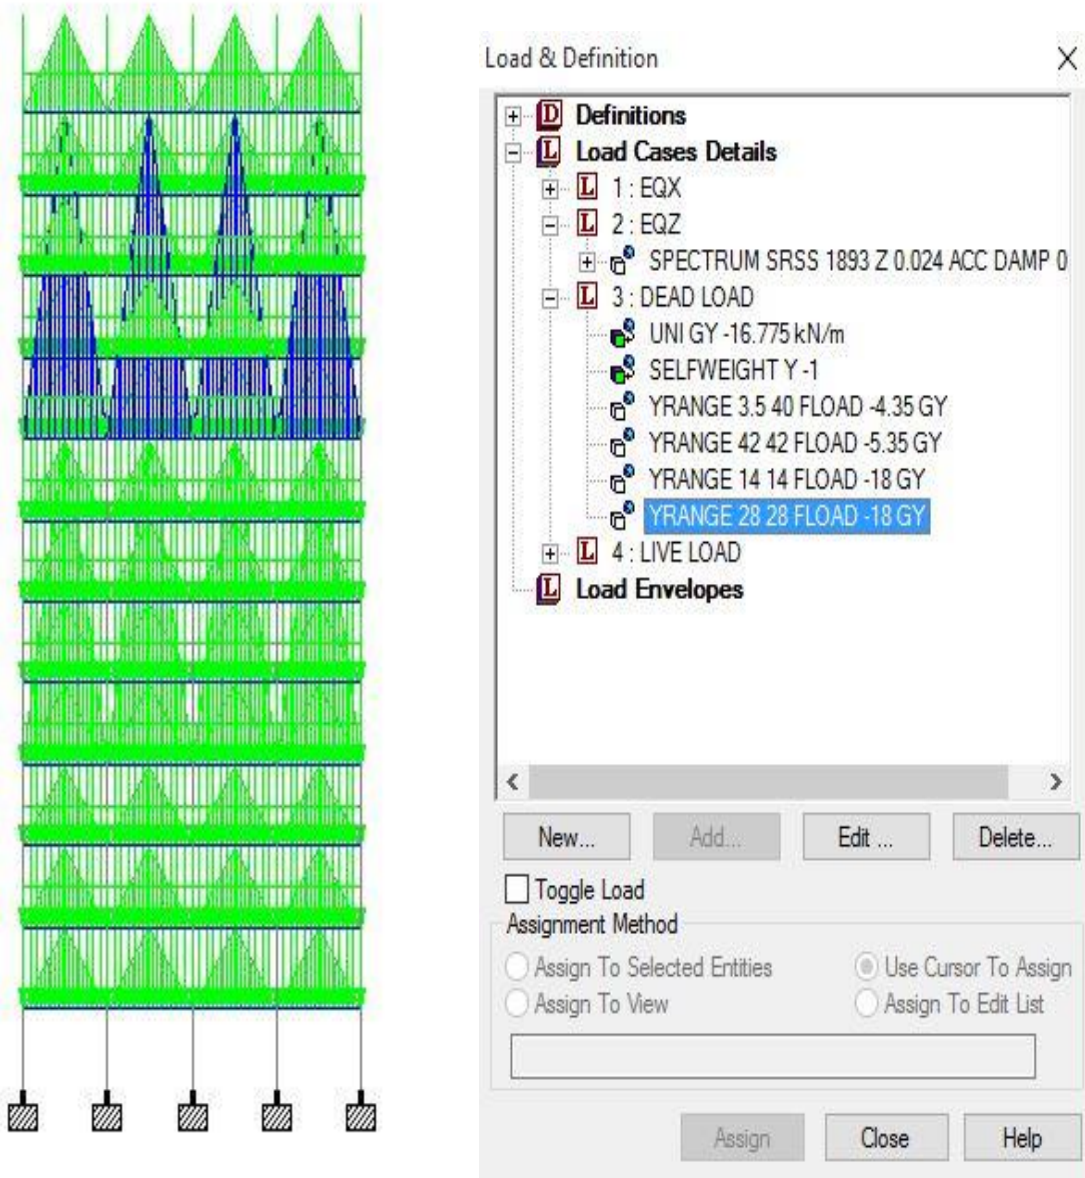 Load & Definition
Definitions
Load Cases Details
1 : EQX
2 : EQZ
SPECTRUM SRSS 1893 Z 0.024 ACC DAMP 0
3 : DEAD LOAD
UNI GY -16.775 kN/m
SELFWEIGHT Y -1
YRANGE 3.5 40 FLOAD -4.35 GY
YRANGE 42 42 FLOAD -5.35 GY
YRANGE 14 14 FLOAD -18 GY
YRANGE 28 28 FLOAD -18 GY
4 : LIVE LOAD
Load Envelopes
New... Add... Edit ... Delete...
Toggle Load
Assignment Method
Assign To Selected Entities Use Cursor To Assign
Assign To View Assign To Edit List
Assign Close Help